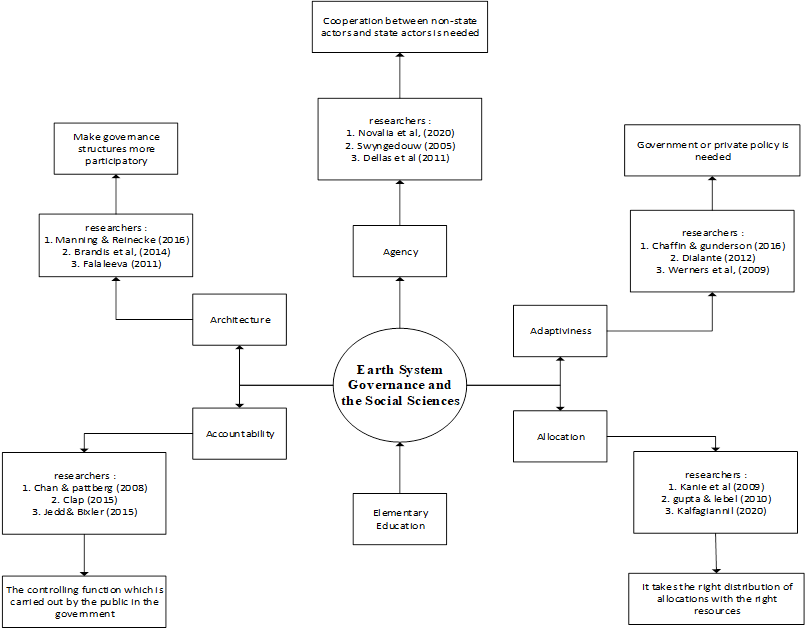 Cooperation between non-state
actors and state actors is needed
researchers :
1. Novalia et al, (2020)
2. Swyngedouw (2005)
3. Dellas et al (2011)
Agency
Make governance
structures more
participatory
researchers :
1. Manning & Reinecke (2016)
2. Brandis et al, (2014)
3. Falaleeva (2011)
Architecture
Government or private policy is
needed
researchers :
1. Chaffin & gunderson (2016)
2. Dialante (2012)
3. Werners et al, (2009)
Adaptiviness
Earth System
Governance and
the Social Sciences
Accountability
researchers :
1. Chan & pattberg (2008)
2. Clap (2015)
3. Jedd& Bixler (2015)
The controlling function which is
carried out by the public in the
government
Elementary
Education
Allocation
researchers :
1. Kanie et al (2009)
2. gupta & lebel (2010)
3. Kalfagiannil (2020)
It takes the right distribution of
allocations with the right
resources